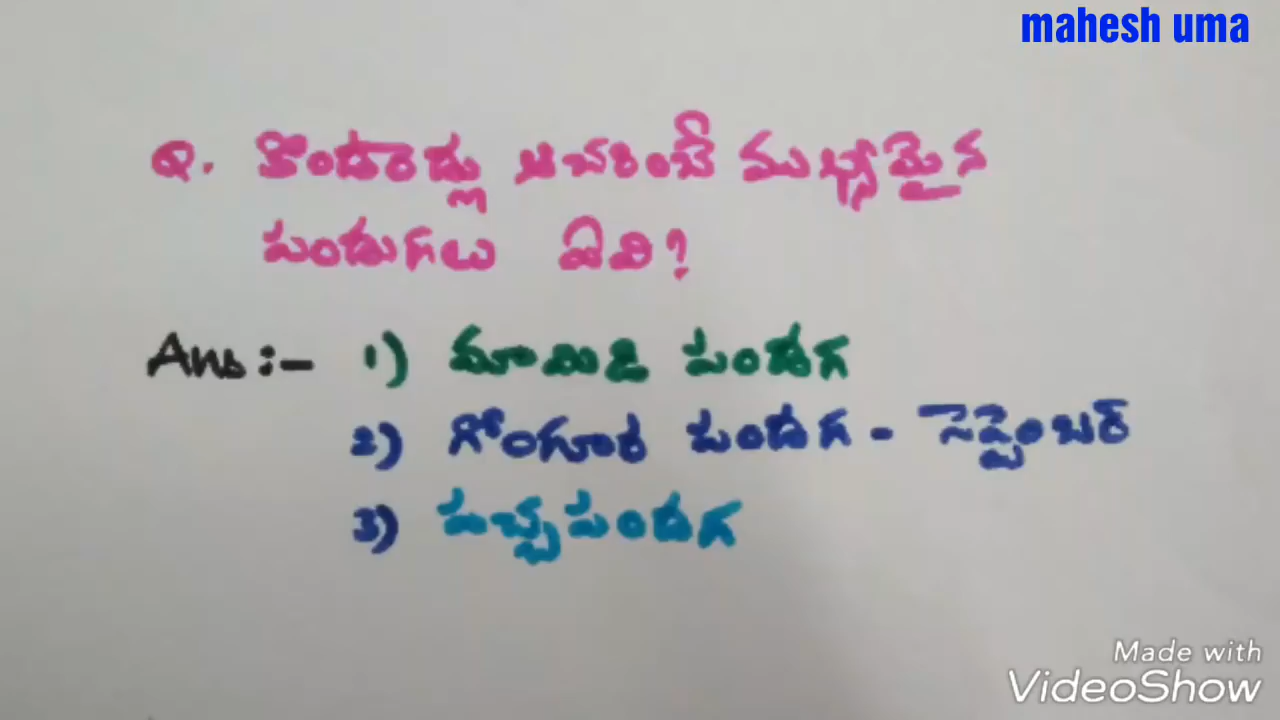 mahesh uma
Q. కొండరెడ్లు ఆచరించే ముఖ్యమైన
పండుగలు ఏవి?
Ans:- 1) మామిడి పండగ
2) గోంగూర పండగ - సెప్టెంబర్
3) పచ్చపండగ
Made with
VideoShow